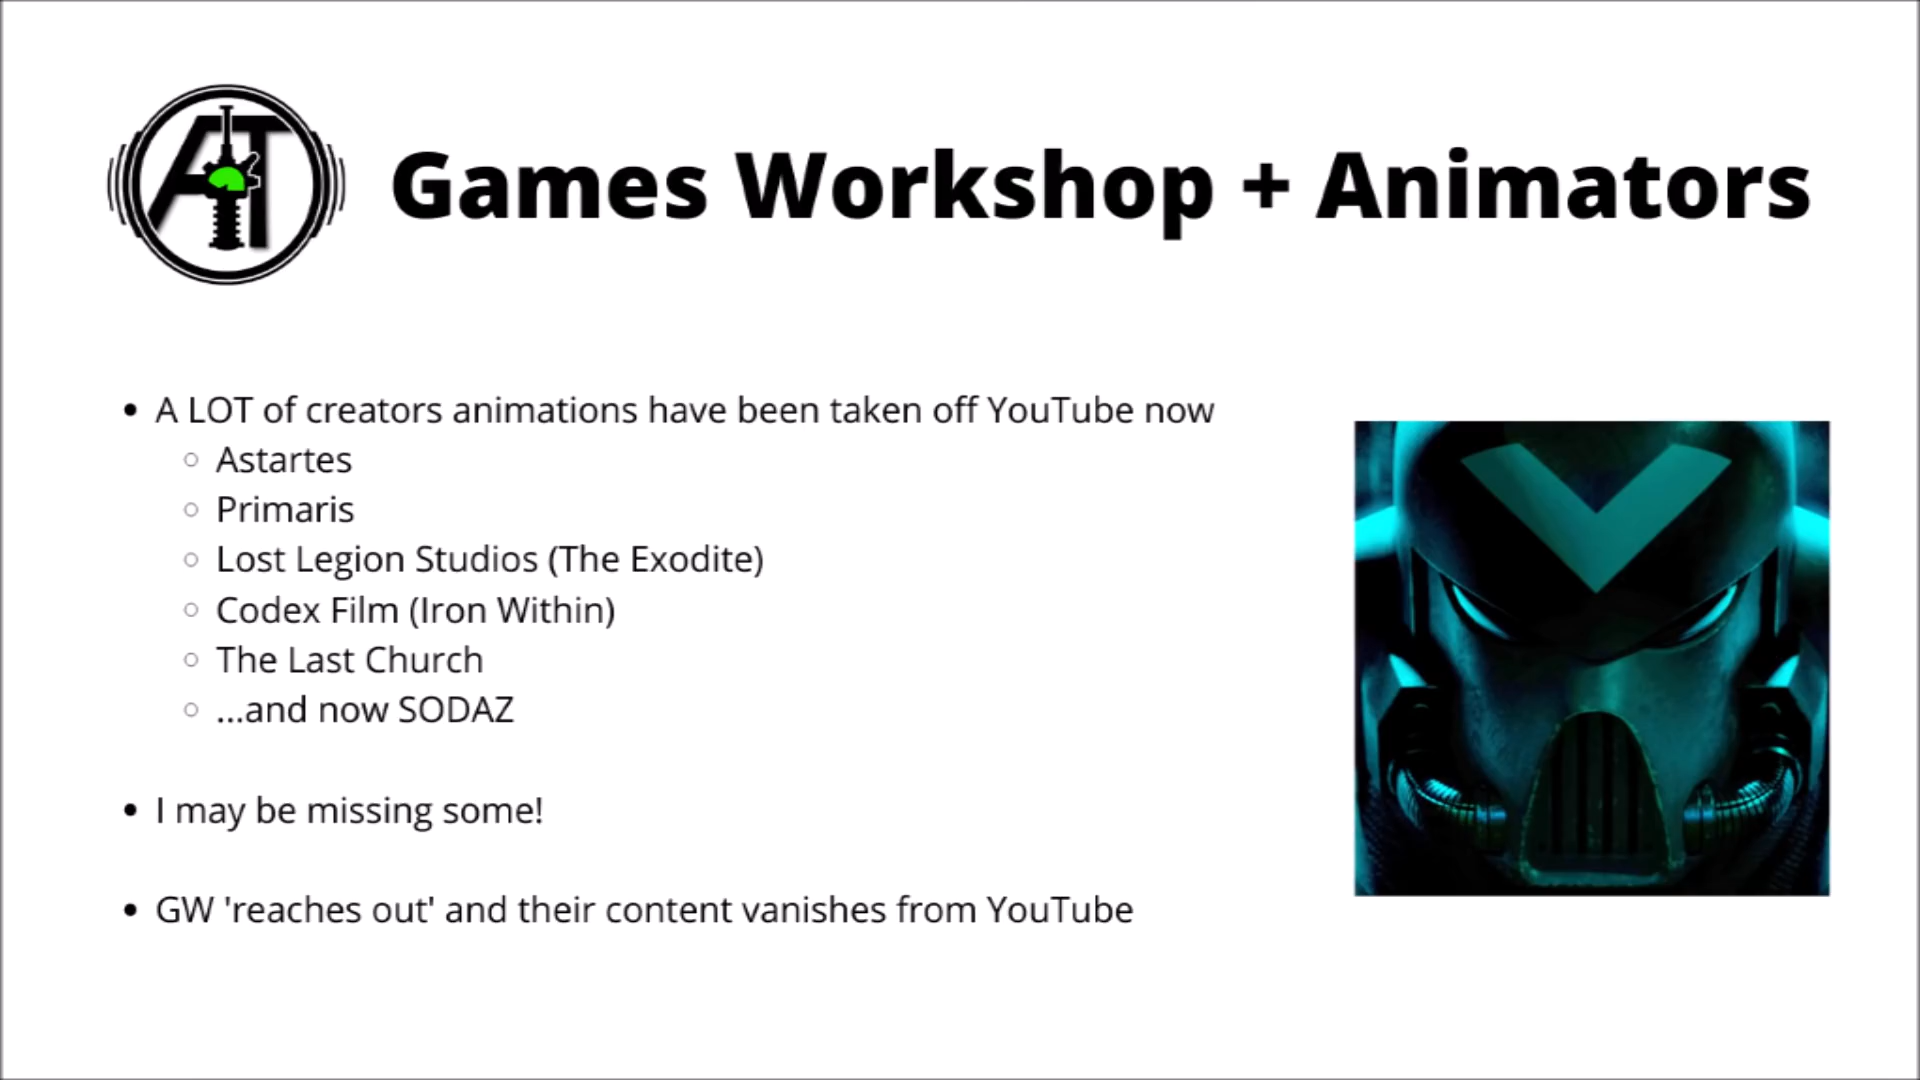 AT
Games Workshop + Animators
• A LOT of creators animations have been taken off YouTube now
○ Astartes
○ Primaris
○ Lost Legion Studios (The Exodite)
○ Codex Film (Iron Within)
○ The Last Church
○ ...and now SODAZ
• I may be missing some!
• GW 'reaches out' and their content vanishes from YouTube